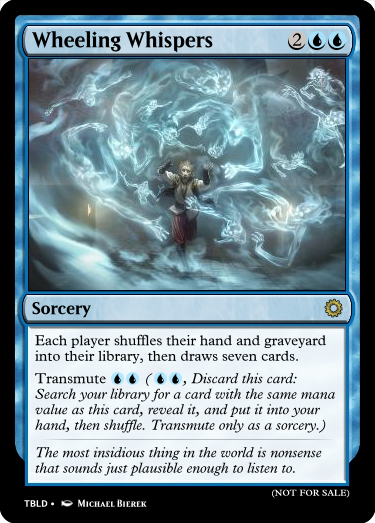 Wheeling Whispers 2
Sorcery
Each player shuffles their hand and graveyard
into their library, then draws seven cards.
Transmute (, Discard this card:
Search your library for a card with the same mana
value as this card, reveal it, and put it into your
hand, then shuffle. Transmute only as a sorcery.)
The most insidious thing in the world is nonsense
that sounds just plausible enough to listen to.
(NOT FOR SALE)
TBLD • Michael Bierek